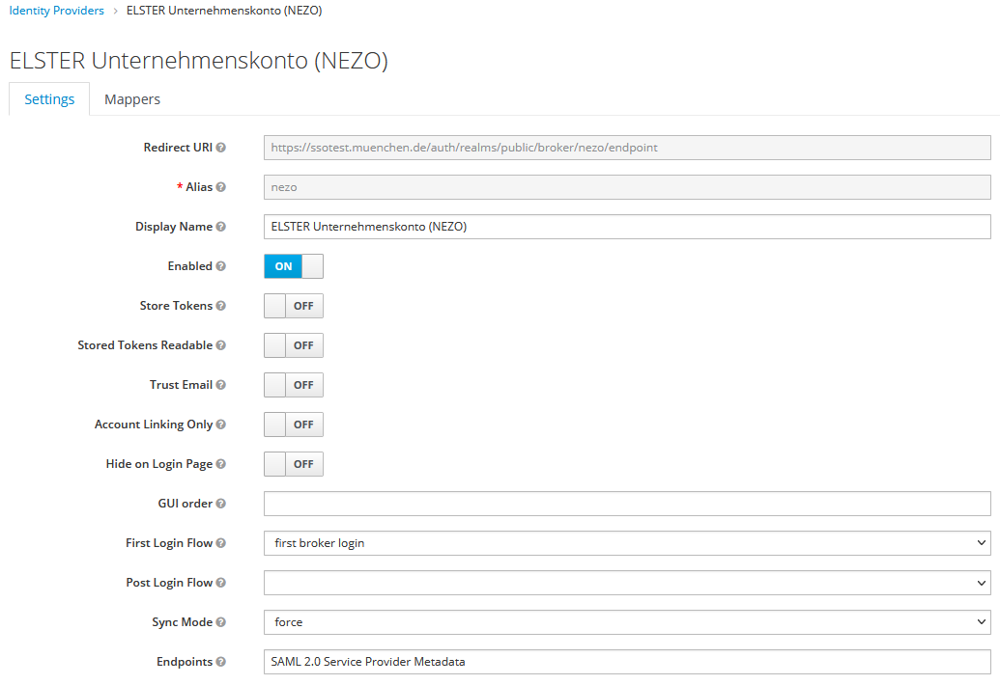 Identity Providers > ELSTER Unternehmenskonto (NEZO)
ELSTER Unternehmenskonto (NEZO)
Settings Mappers
Redirect URI https://ssotest.muenchen.de/auth/realms/public/broker/nezo/endpoint
* Alias nezo
Display Name ELSTER Unternehmenskonto (NEZO)
Enabled ON
Store Tokens OFF
Stored Tokens Readable OFF
Trust Email OFF
Account Linking Only OFF
Hide on Login Page OFF
GUI order
First Login Flow first broker login
Post Login Flow
Sync Mode force
Endpoints SAML 2.0 Service Provider Metadata